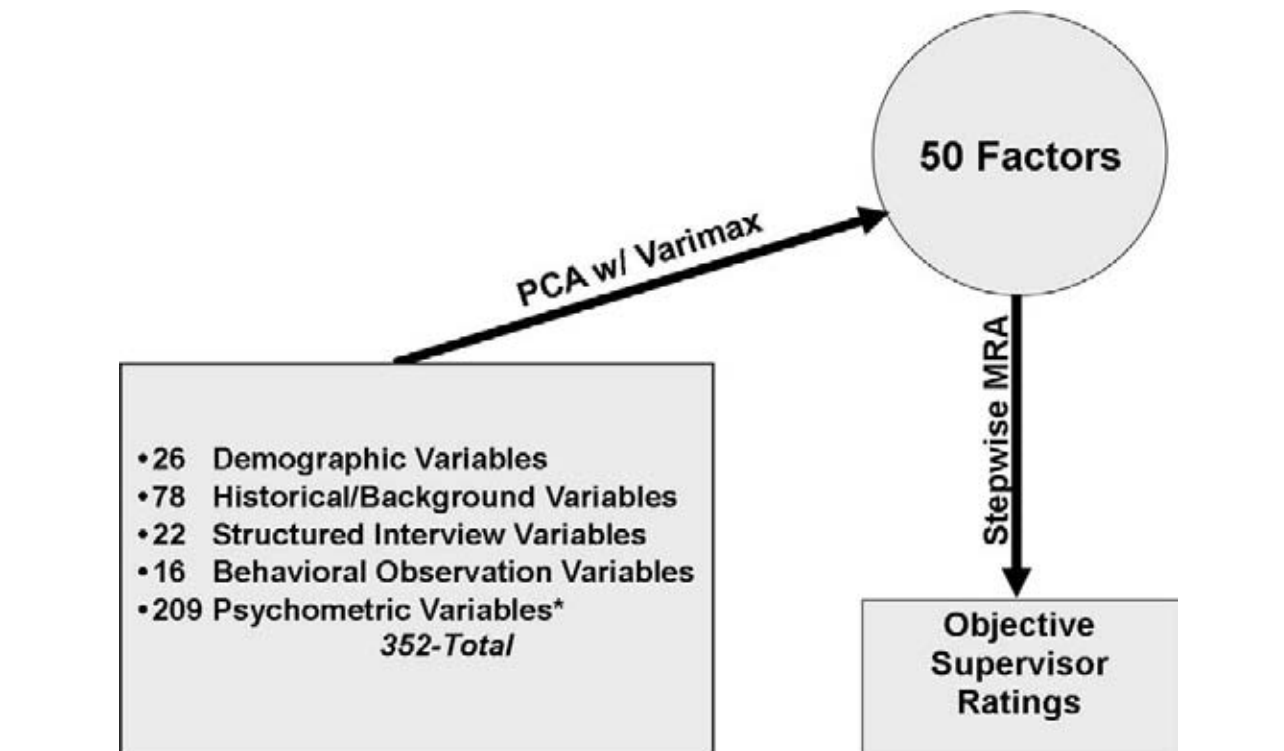 50 Factors
PCA w/ Varimax
Stepwise MRA
•26 Demographic Variables
•78 Historical/Background Variables
•22 Structured Interview Variables
•16 Behavioral Observation Variables
•209 Psychometric Variables*
352-Total
Objective
Supervisor
Ratings